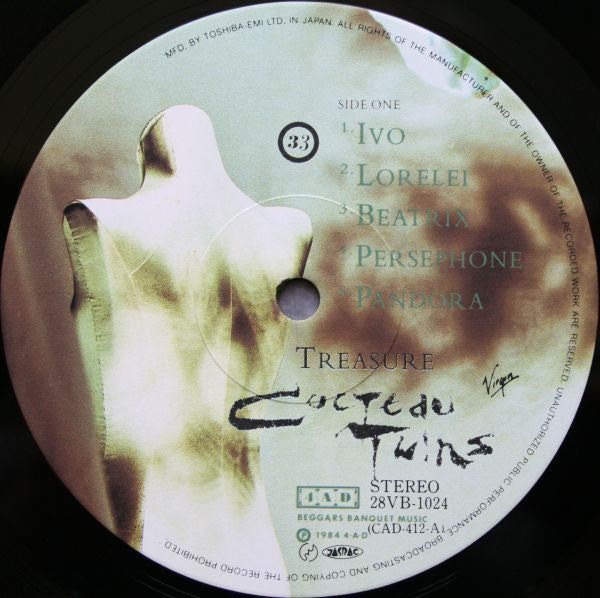 MFD. BY TOSHIBA-EMI LTD. IN JAPAN. ALL RIGHTS OF THE MANUFACTURER AND OF THE OWNER OF THE RECORDED WORK ARE RESERVED. UNAUTHORIZED PUBLIC PERFORMANCE, BROADCASTING AND COPYING OF THE RECORD PROHIBITED.
SIDE ONE
33
1. IVO
2. LORELEI
3. BEATRIX
4. PERSEPHONE
5. PANDORA
TREASURE
Cocteau
Twins
Virgin
4AD
STEREO
28VB-1024
BEGGARS BANQUET MUSIC
(CAD-412-A)
Ⓟ 1984 4·A·D
JASRAC